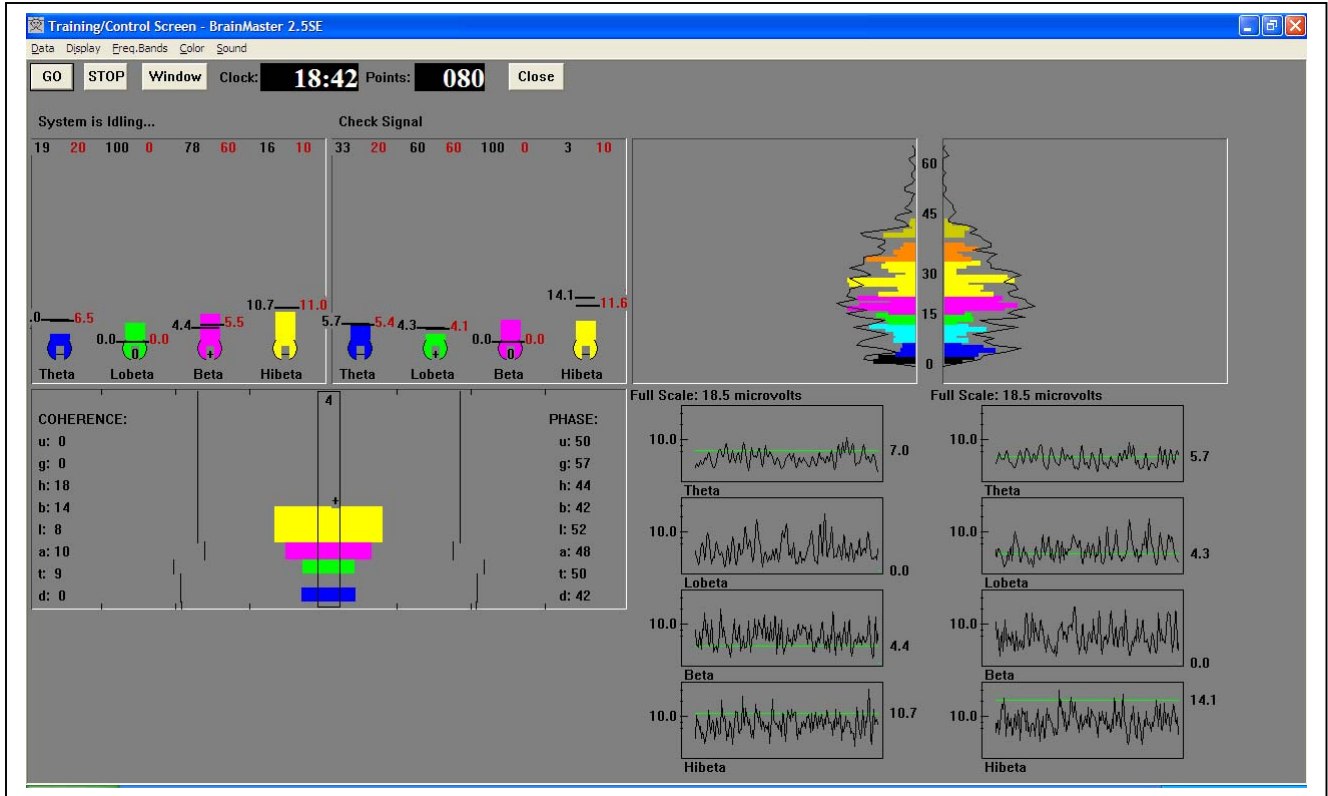 Training/Control Screen - BrainMaster 2.5SE
Data Display Freq.Bands Color Sound
GO STOP Window Clock: 18:42 Points: 080 Close
System is Idling...
Check Signal
19 20 100 0 78 60 16 10
33 20 60 60 100 0 3 10
.0 6.5
0.0 0 0.0
4.4 5.5 +
10.7 11.0 -
5.7 5.4 -
4.3 4.1 +
0.0 0 0.0
14.1 11.6 -
Theta Lobeta Beta Hibeta
Theta Lobeta Beta Hibeta
60
45
30
15
0
4
+
COHERENCE:
u: 0
g: 0
h: 18
b: 14
l: 8
a: 10
t: 9
d: 0
PHASE:
u: 50
g: 57
h: 44
b: 42
l: 52
a: 48
t: 50
d: 42
Full Scale: 18.5 microvolts
10.0 7.0
Theta
10.0 0.0
Lobeta
10.0 4.4
Beta
10.0 10.7
Hibeta
Full Scale: 18.5 microvolts
10.0 5.7
Theta
10.0 4.3
Lobeta
10.0 0.0
Beta
10.0 14.1
Hibeta